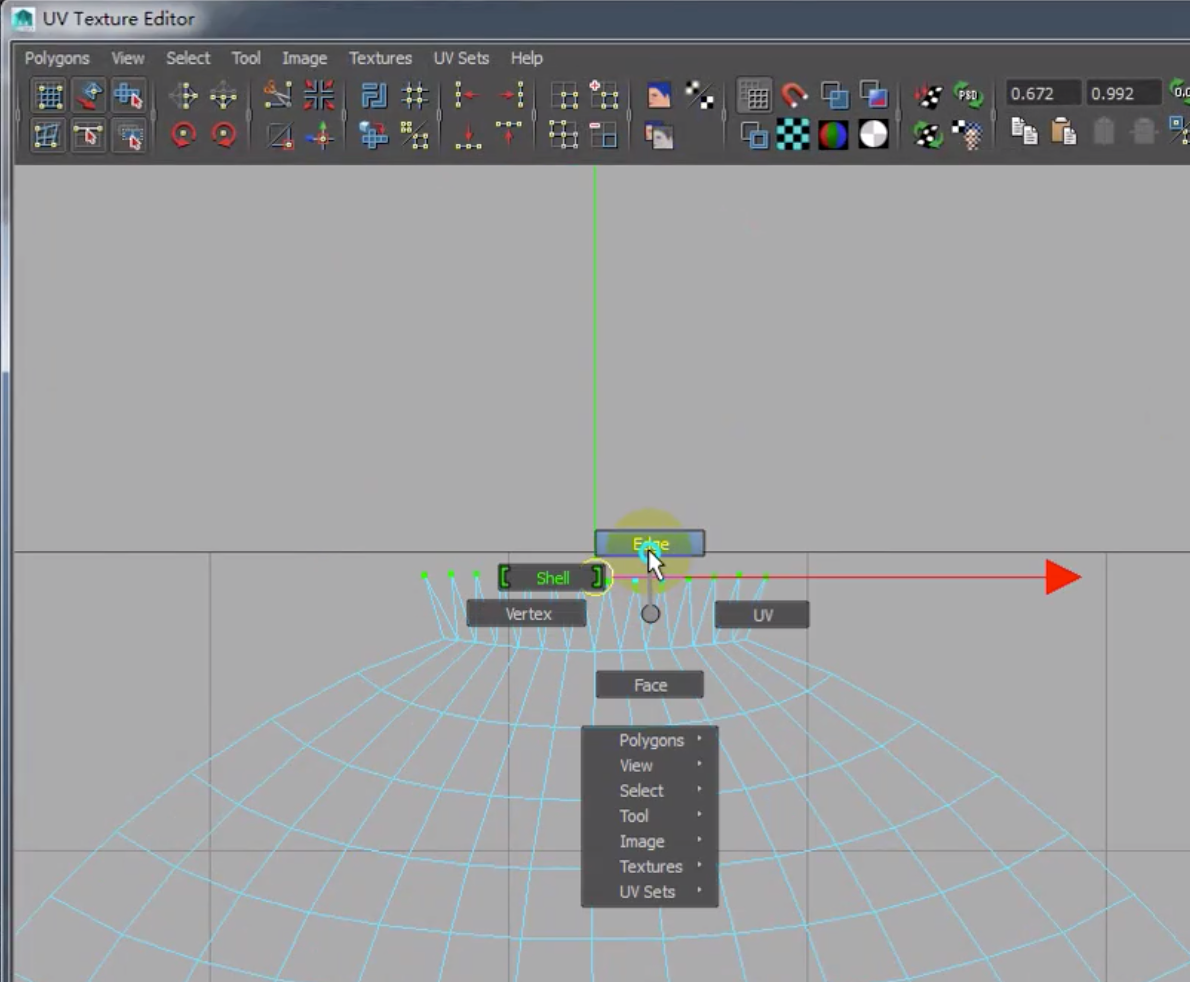 UV Texture Editor
Polygons View Select Tool Image Textures UV Sets Help
PSD 0.672 0.992
Edge
Shell
Vertex UV
Face
Polygons
View
Select
Tool
Image
Textures
UV Sets